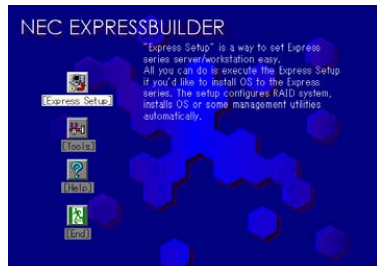 NEC EXPRESSBUILDER
"Express Setup" is a way to set Express
series server/workstation easy.
All you can do is execute the Express Setup
if you'd like to install OS to the Express
series. The setup configures RAID system,
installs OS or some management utilities
automatically.
[Express Setup]
[Tools]
[Help]
[End]